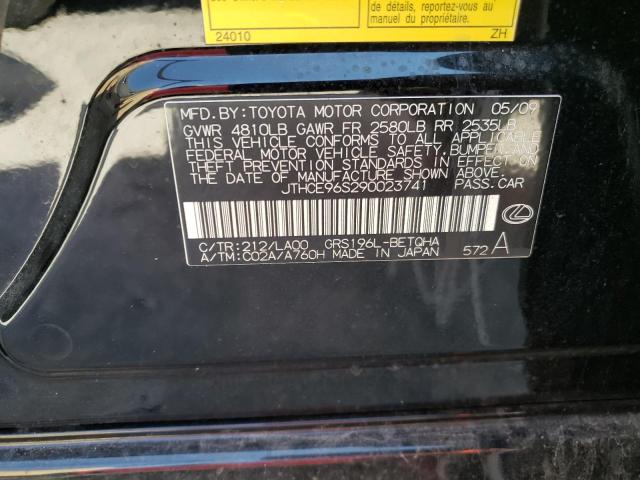 de détails, reportez-vous au
manuel du propriétaire.
24010 ZH
MFD. BY: TOYOTA MOTOR CORPORATION 05/09
GVWR 4810LB GAWR FR 2580LB RR 2535LB
THIS VEHICLE CONFORMS TO ALL APPLICABLE
FEDERAL MOTOR VEHICLE SAFETY, BUMPER, AND
THEFT PREVENTION STANDARDS IN EFFECT ON
THE DATE OF MANUFACTURE SHOWN ABOVE.
JTHCE96S290023741 PASS. CAR
C/TR: 212/LA00 GRS196L-BETQHA
A/TM: C02A/A760H MADE IN JAPAN 572 A